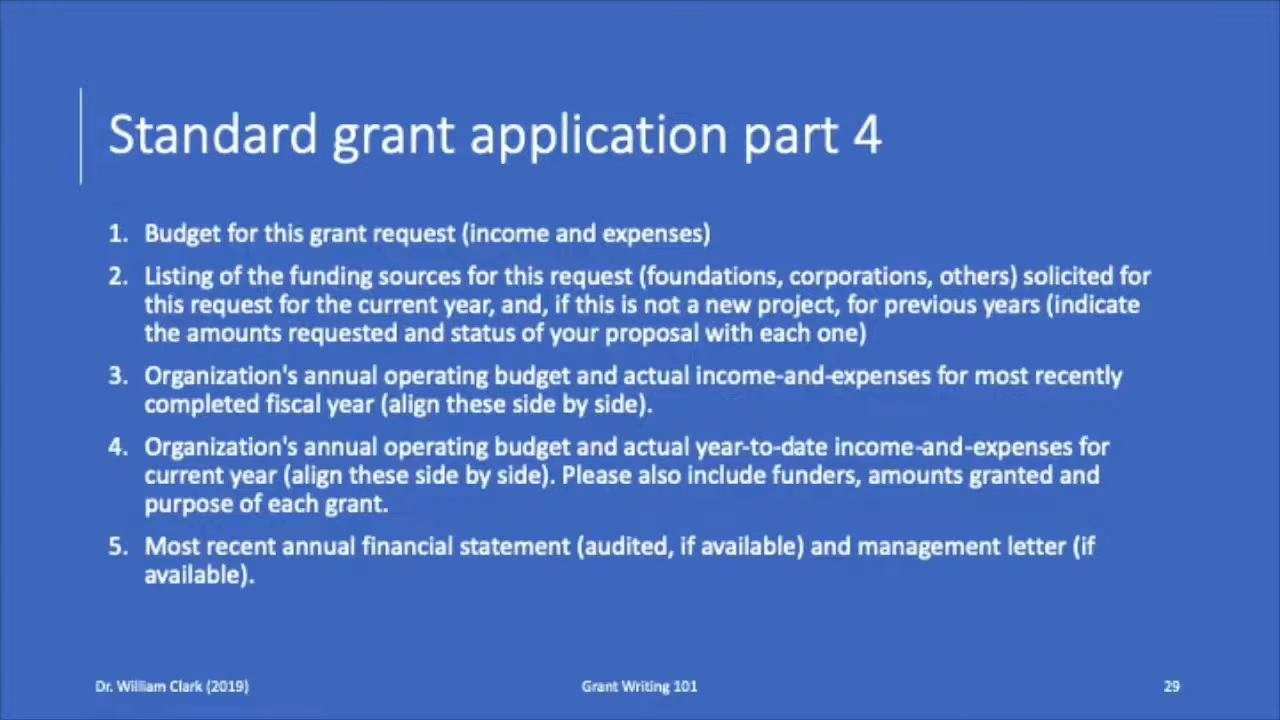 Standard grant application part 4
1. Budget for this grant request (income and expenses)
2. Listing of the funding sources for this request (foundations, corporations, others) solicited for
this request for the current year, and, if this is not a new project, for previous years (indicate
the amounts requested and status of your proposal with each one)
3. Organization's annual operating budget and actual income-and-expenses for most recently
completed fiscal year (align these side by side).
4. Organization's annual operating budget and actual year-to-date income-and-expenses for
current year (align these side by side). Please also include funders, amounts granted and
purpose of each grant.
5. Most recent annual financial statement (audited, if available) and management letter (if
available).
Dr. William Clark (2019) Grant Writing 101 29